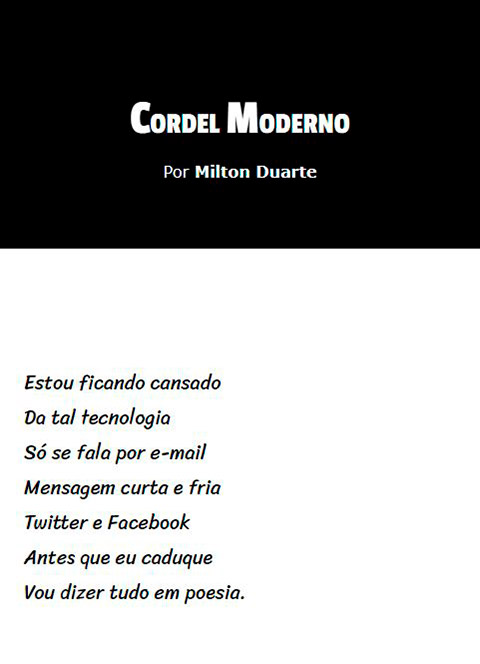 Cordel Moderno
Por Milton Duarte
Estou ficando cansado
Da tal tecnologia
Só se fala por e-mail
Mensagem curta e fria
Twitter e Facebook
Antes que eu caduque
Vou dizer tudo em poesia.